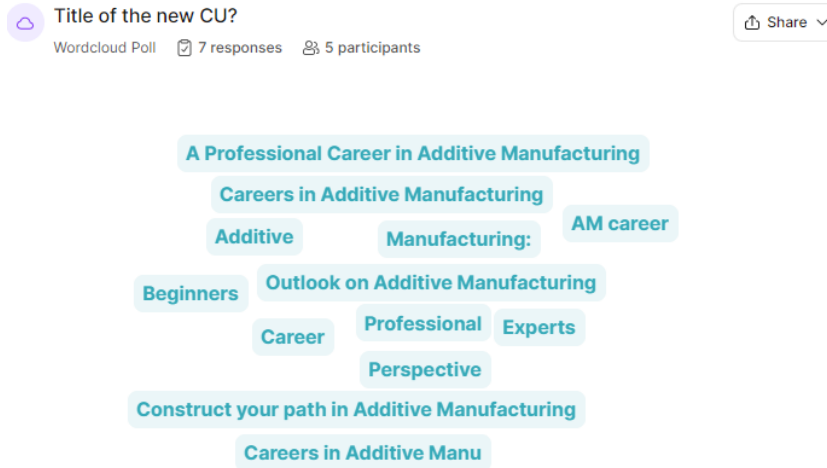 Title of the new CU?
Share
Wordcloud Poll 7 responses 5 participants
A Professional Career in Additive Manufacturing
Careers in Additive Manufacturing
AM career
Additive
Manufacturing:
Outlook on Additive Manufacturing
Beginners
Professional
Experts
Career
Perspective
Construct your path in Additive Manufacturing
Careers in Additive Manu